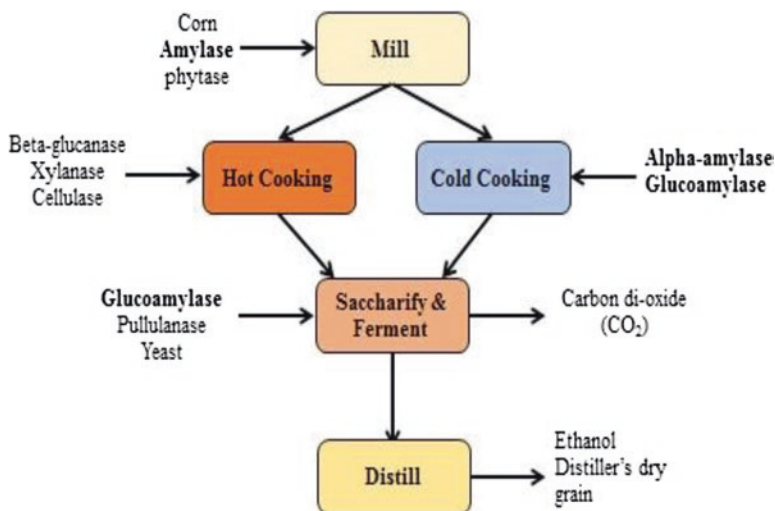 Corn
Amylase
phytase
Mill
Beta-glucanase
Xylanase
Cellulase
Hot Cooking
Cold Cooking
Alpha-amylase
Glucoamylase
Glucoamylase
Pullulanase
Yeast
Saccharify &
Ferment
Carbon di-oxide
(CO₂)
Distill
Ethanol
Distiller's dry
grain